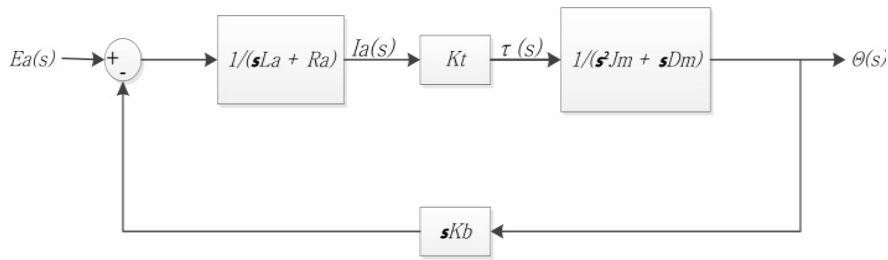 Ea(s)
+
-
1/(sLa + Ra)
Ia(s)
Kt
τ (s)
1/(s²Jm + sDm)
Θ(s)
sKb